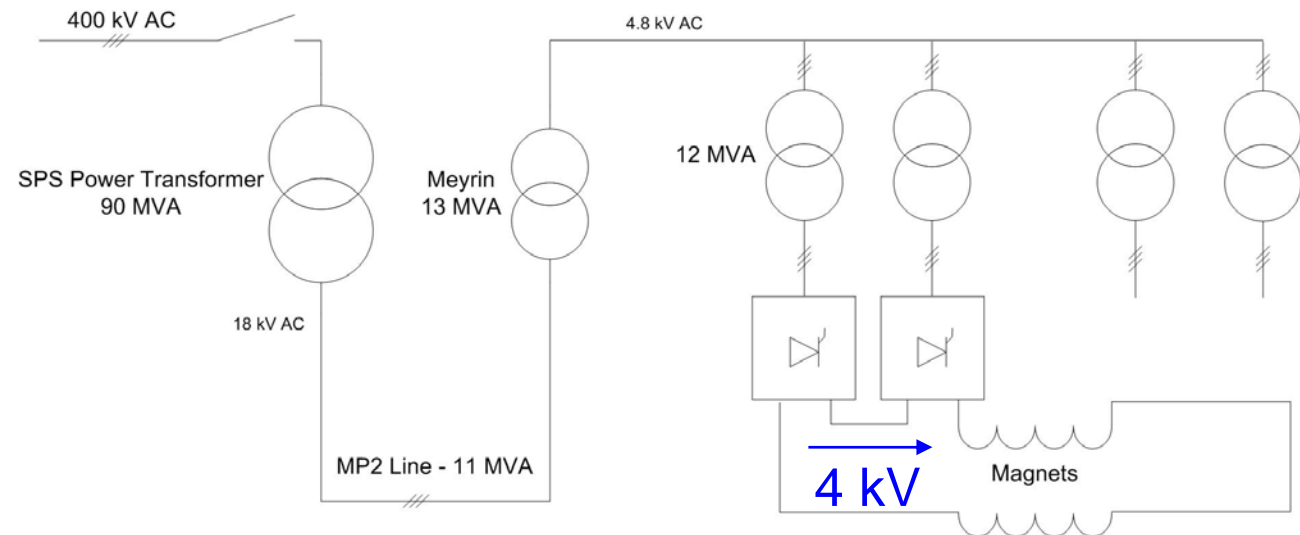 400 kV AC
4.8 kV AC
SPS Power Transformer
90 MVA
Meyrin
13 MVA
12 MVA
18 kV AC
MP2 Line - 11 MVA
4 kV
Magnets